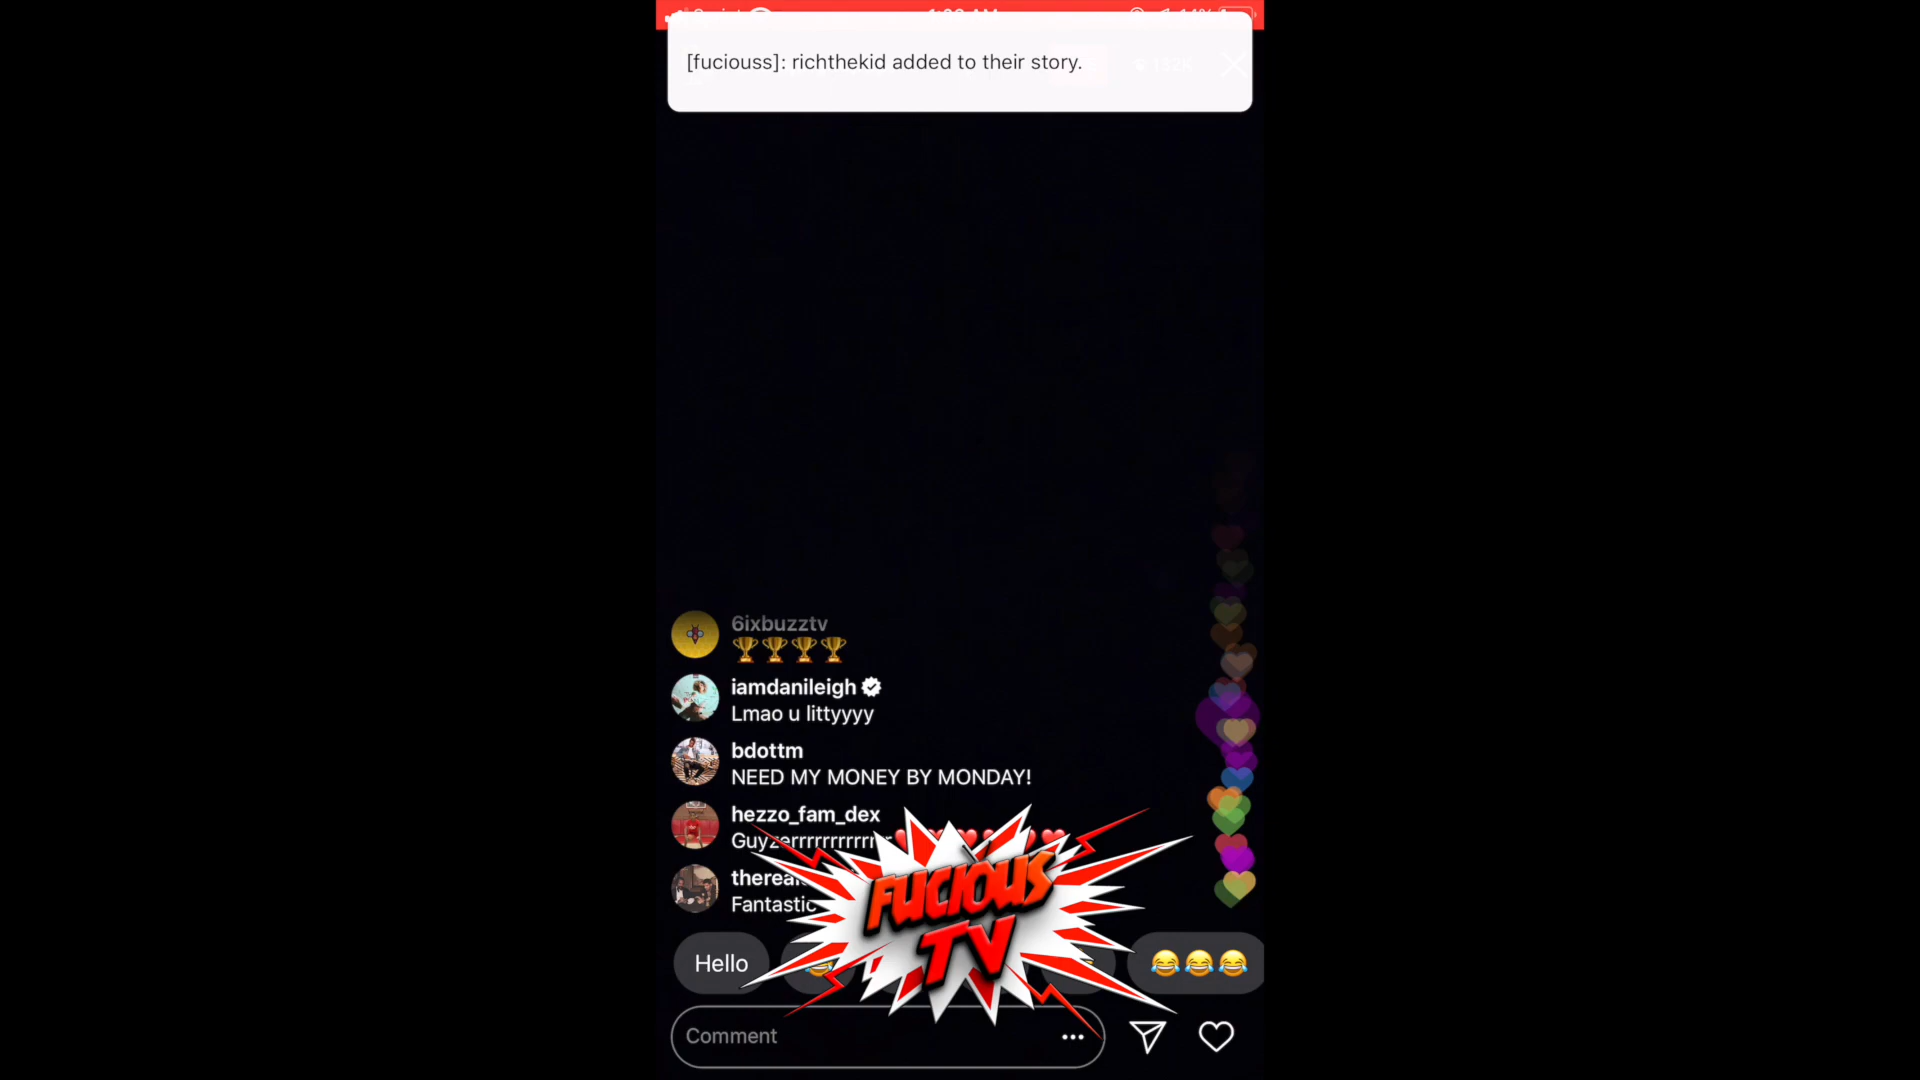 [fuciouss]: richthekid added to their story.
6ixbuzztv
🏆🏆🏆🏆
iamdanileigh
Lmao u littyyyy
bdottm
NEED MY MONEY BY MONDAY!
hezzo_fam_dex
Fantastic
FUCIOUS
TV
Hello
😂😂😂
Comment